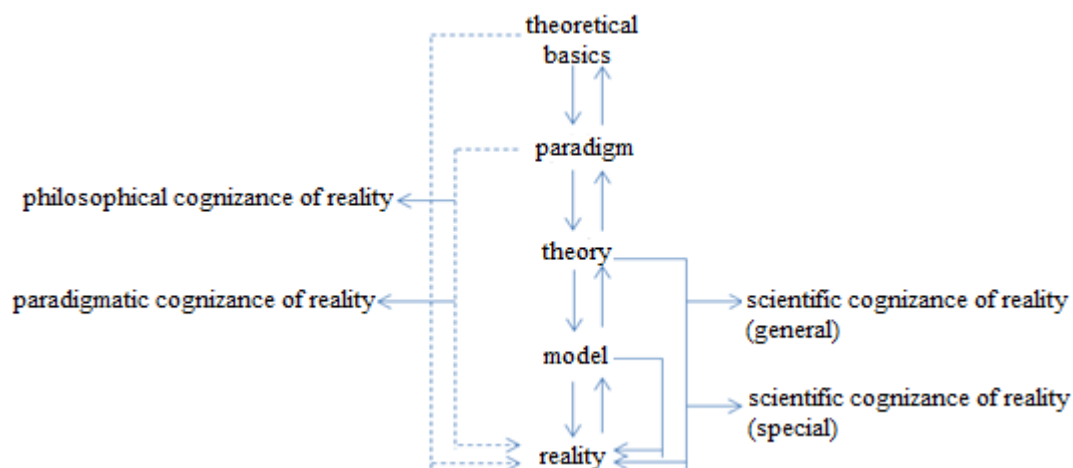 theoretical
basics
paradigm
philosophical cognizance of reality
theory
paradigmatic cognizance of reality
scientific cognizance of reality
(general)
model
scientific cognizance of reality
(special)
reality